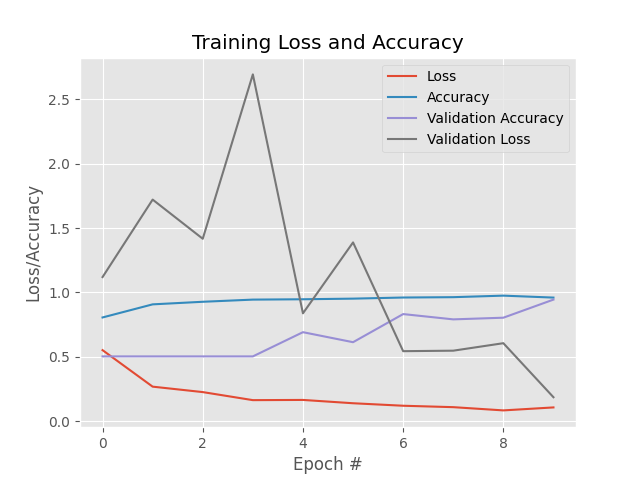 Training Loss and Accuracy
Loss
Accuracy
Validation Accuracy
Validation Loss
Loss/Accuracy
2.5
2.0
1.5
1.0
0.5
0.0
0 2 4 6 8
Epoch #